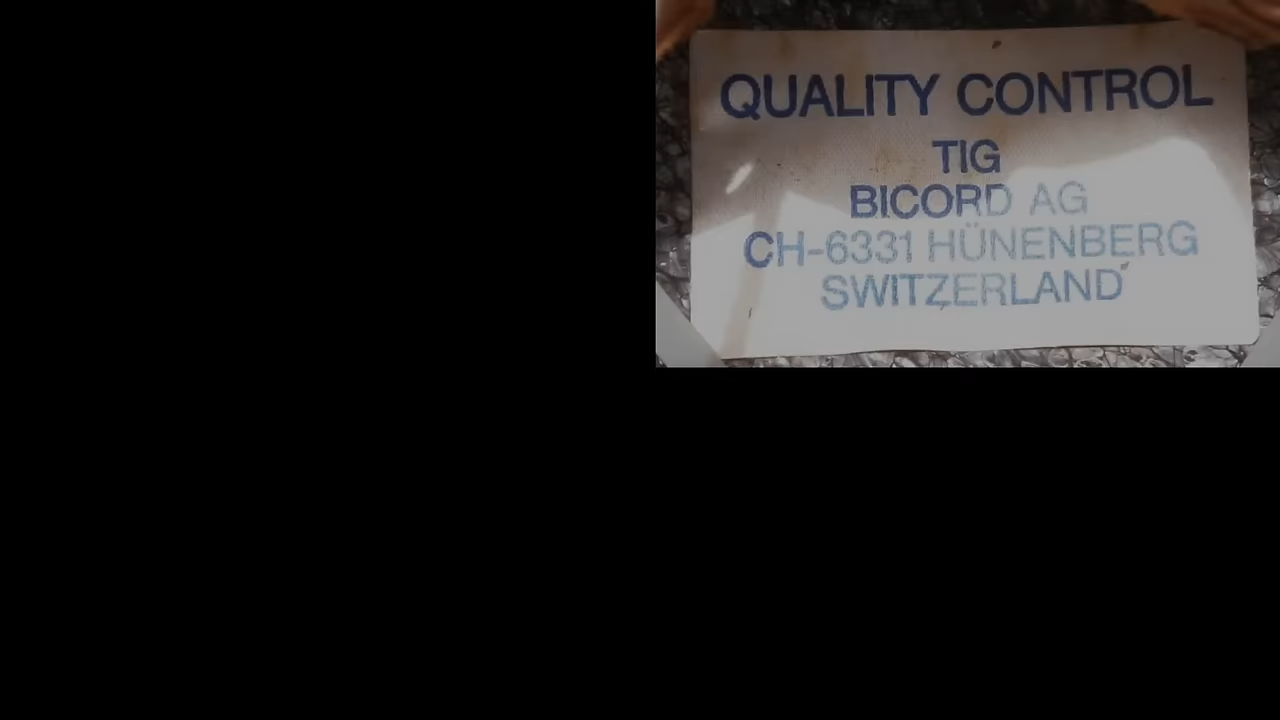 QUALITY CONTROL
TIG
BICORD AG
CH-6331 HÜNENBERG
SWITZERLAND